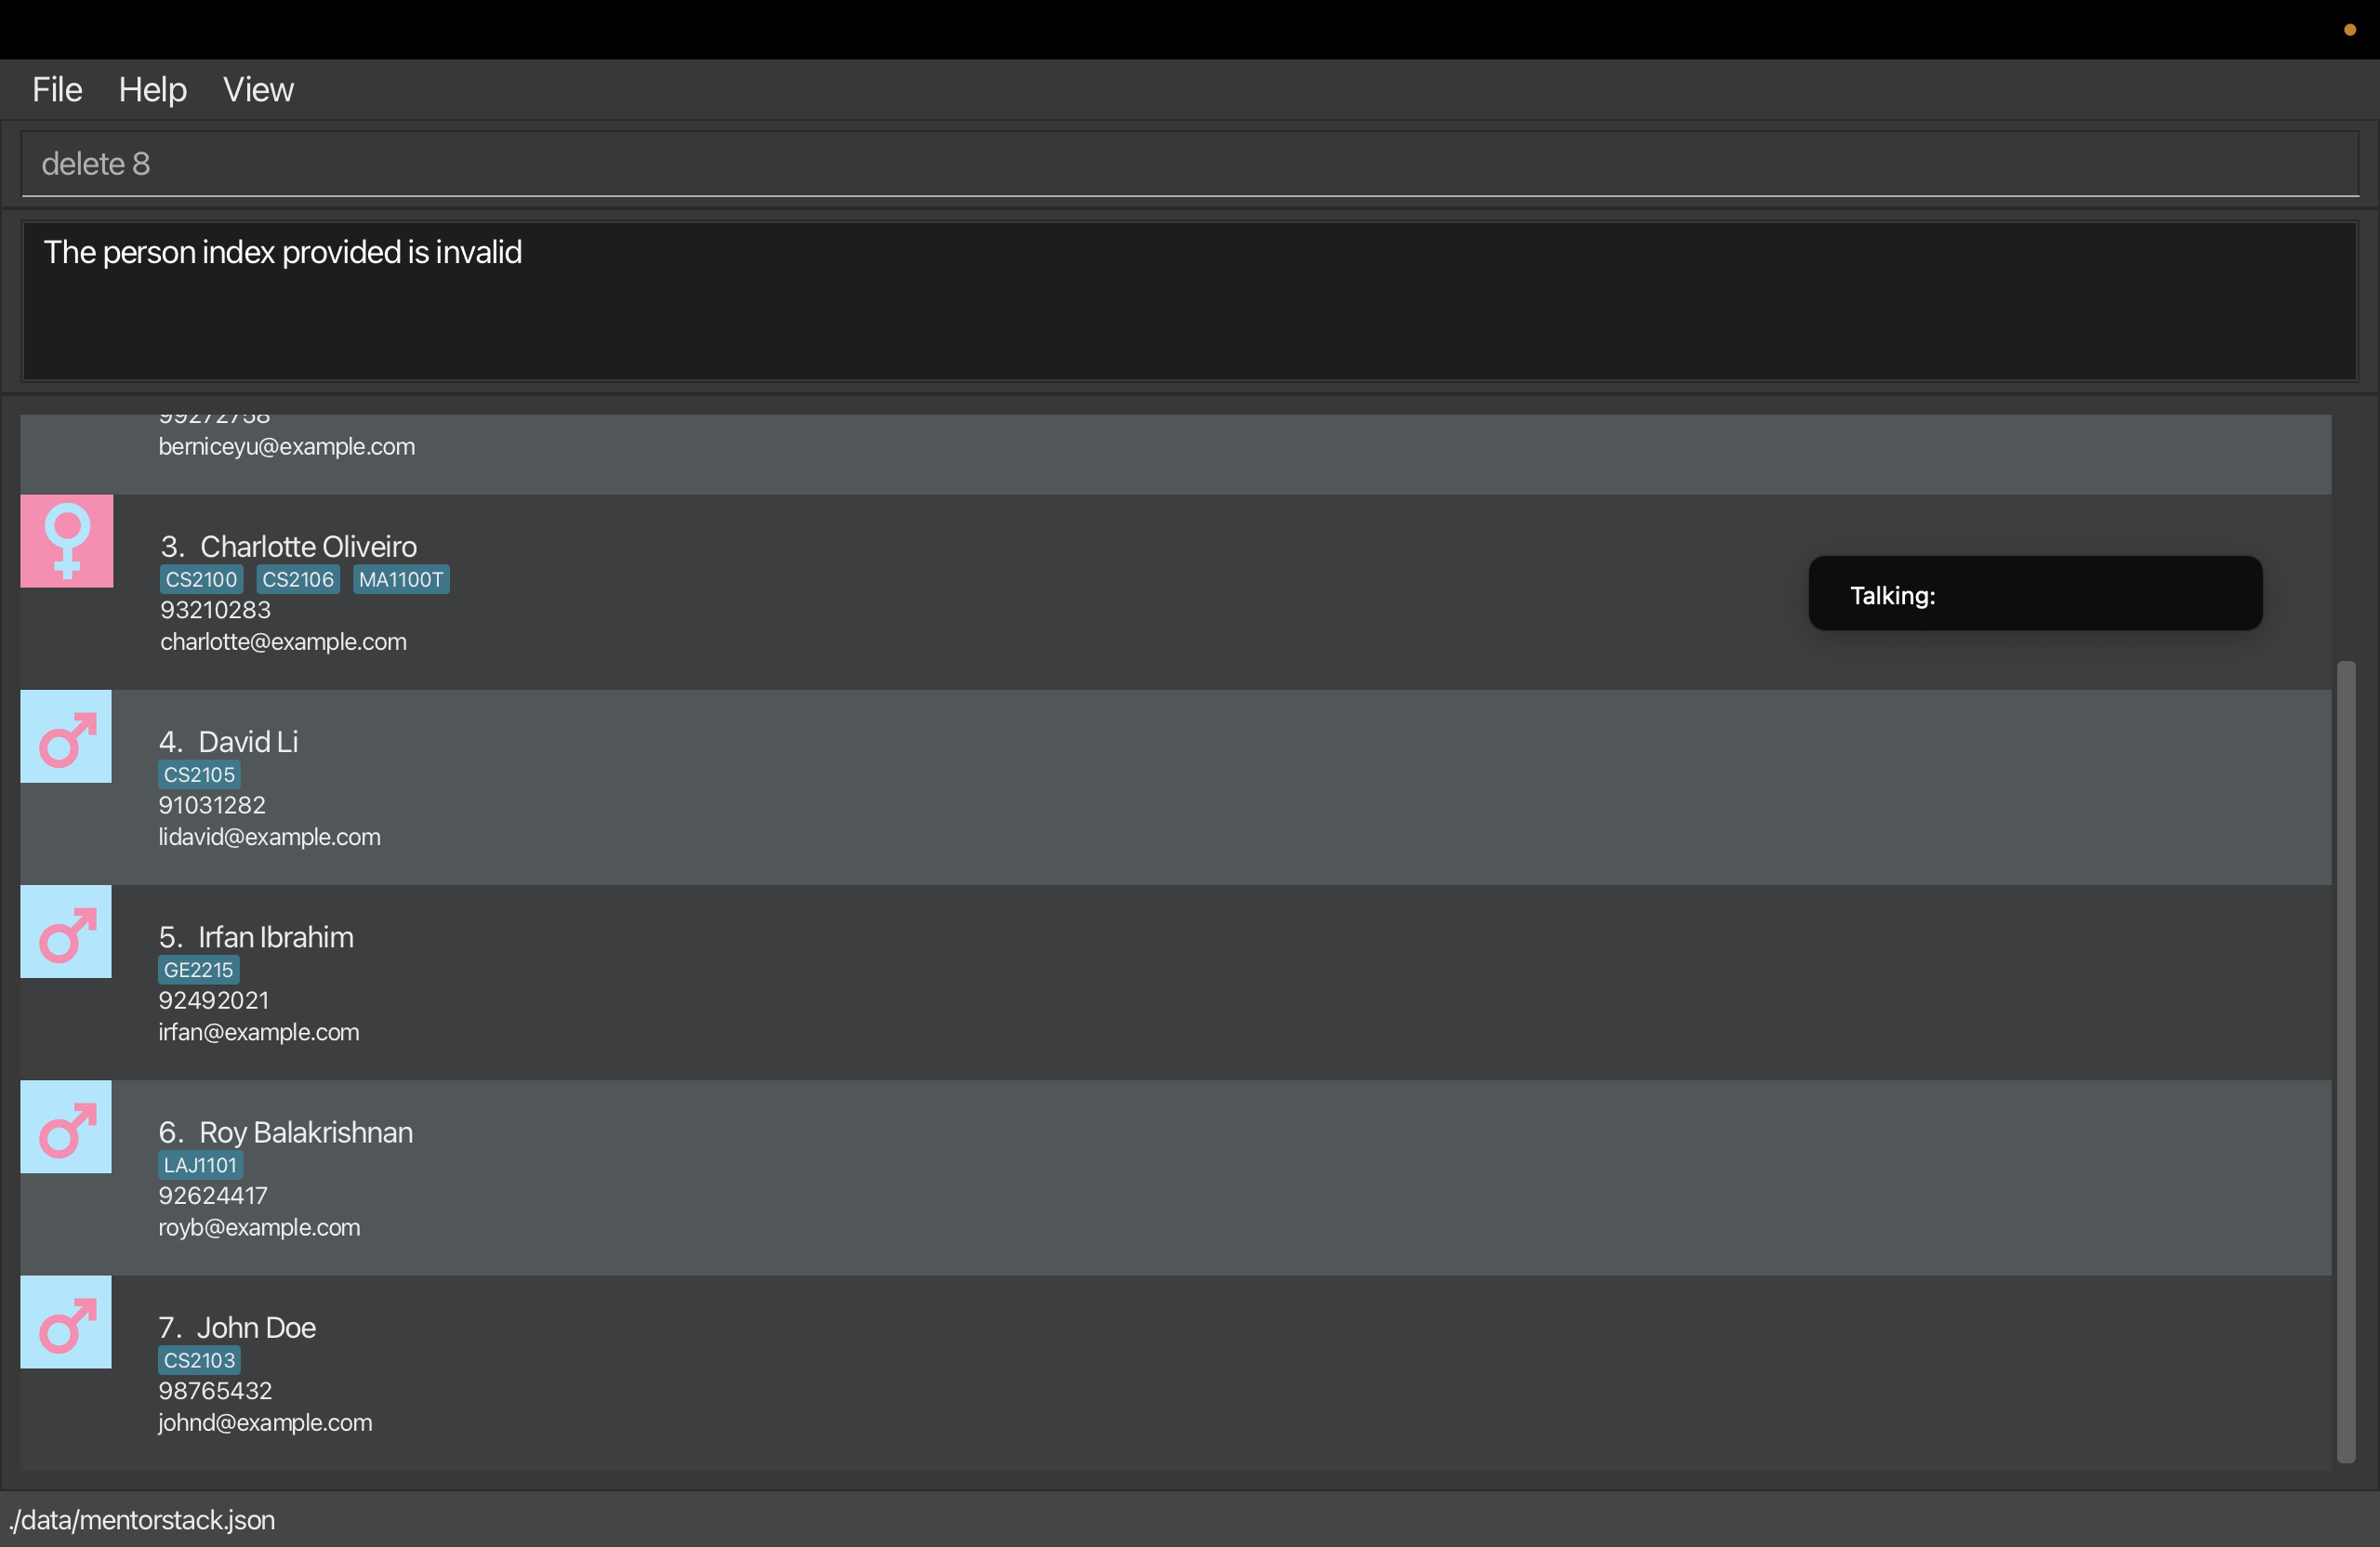 File Help View
delete 8
The person index provided is invalid
99272758
berniceyu@example.com
3. Charlotte Oliveiro
CS2100 CS2106 MA1100T
93210283
charlotte@example.com
Talking:
4. David Li
CS2105
91031282
lidavid@example.com
5. Irfan Ibrahim
GE2215
92492021
irfan@example.com
6. Roy Balakrishnan
LAJ1101
92624417
royb@example.com
7. John Doe
CS2103
98765432
johnd@example.com
./data/mentorstack.json